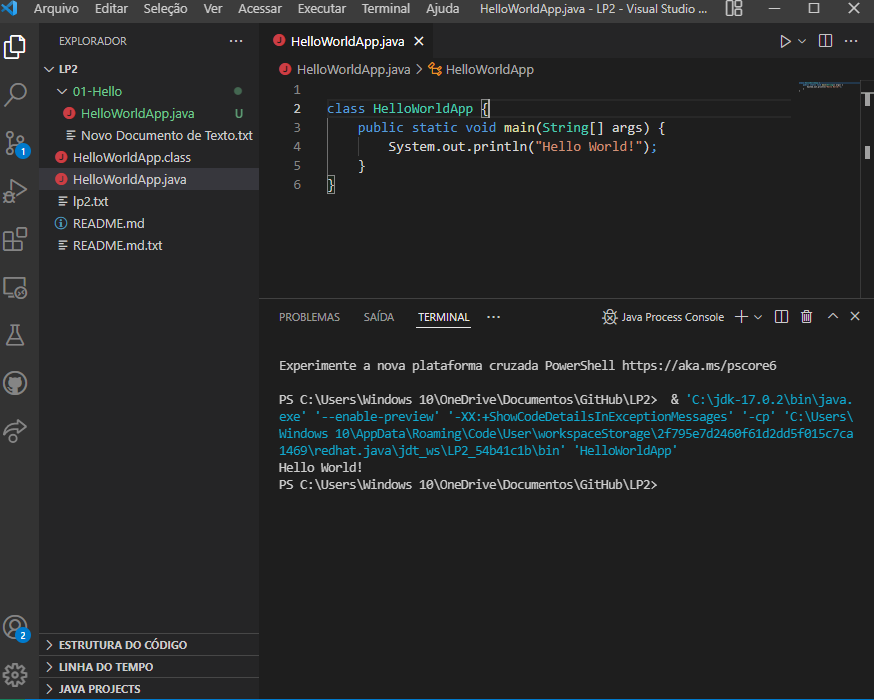 Arquivo Editar Seleção Ver Acessar Executar Terminal Ajuda HelloWorldApp.java - LP2 - Visual Studio ...
EXPLORADOR ...
LP2
01-Hello
HelloWorldApp.java U
Novo Documento de Texto.txt
HelloWorldApp.class
HelloWorldApp.java
lp2.txt
README.md
README.md.txt
1
2
ESTRUTURA DO CÓDIGO
LINHA DO TEMPO
JAVA PROJECTS
HelloWorldApp.java
HelloWorldApp.java > HelloWorldApp
1
2 class HelloWorldApp {
3 public static void main(String[] args) {
4 System.out.println("Hello World!");
5 }
6 }
PROBLEMAS SAÍDA TERMINAL ... Java Process Console
Experimente a nova plataforma cruzada PowerShell https://aka.ms/pscore6
PS C:\Users\Windows 10\OneDrive\Documentos\GitHub\LP2> & 'C:\jdk-17.0.2\bin\java.
exe' '--enable-preview' '-XX:+ShowCodeDetailsInExceptionMessages' '-cp' 'C:\Users\
Windows 10\AppData\Roaming\Code\User\workspaceStorage\2f795e7d2460f61d2dd5f015c7ca
1469\redhat.java\jdt_ws\LP2_54b41c1b\bin' 'HelloWorldApp'
Hello World!
PS C:\Users\Windows 10\OneDrive\Documentos\GitHub\LP2>